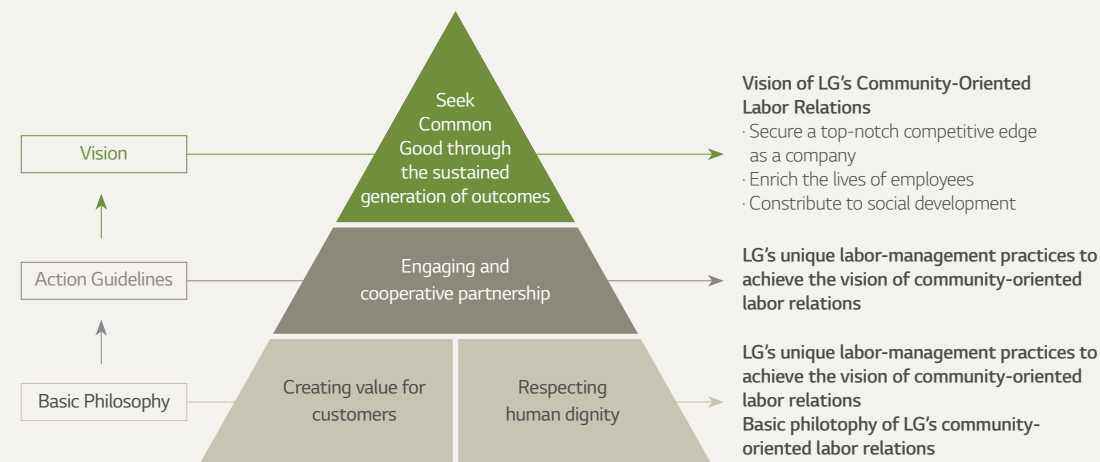 Vision
Seek
Common
Good through
the sustained
generation of outcomes
Vision of LG's Community-Oriented
Labor Relations
· Secure a top-notch competitive edge
as a company
· Enrich the lives of employees
· Constribute to social development
Action Guidelines
Engaging and
cooperative partnership
LG's unique labor-management practices to
achieve the vision of community-oriented
labor relations
Basic Philosophy
Creating value for
customers
Respecting
human dignity
LG's unique labor-management practices to
achieve the vision of community-oriented
labor relations
Basic philotophy of LG's community-
oriented labor relations